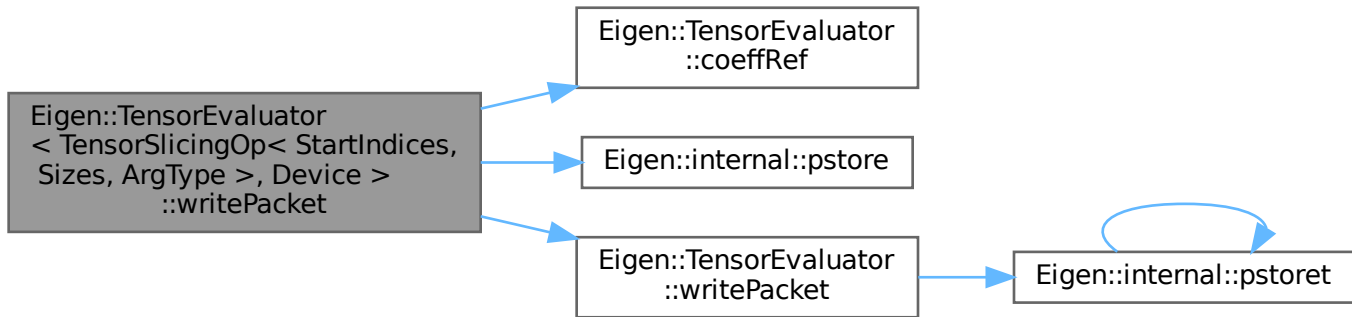 Eigen::TensorEvaluator
< TensorSlicingOp< StartIndices,
Sizes, ArgType >, Device >
::writePacket
Eigen::TensorEvaluator
::coeffRef
Eigen::internal::pstore
Eigen::TensorEvaluator
::writePacket
Eigen::internal::pstoret